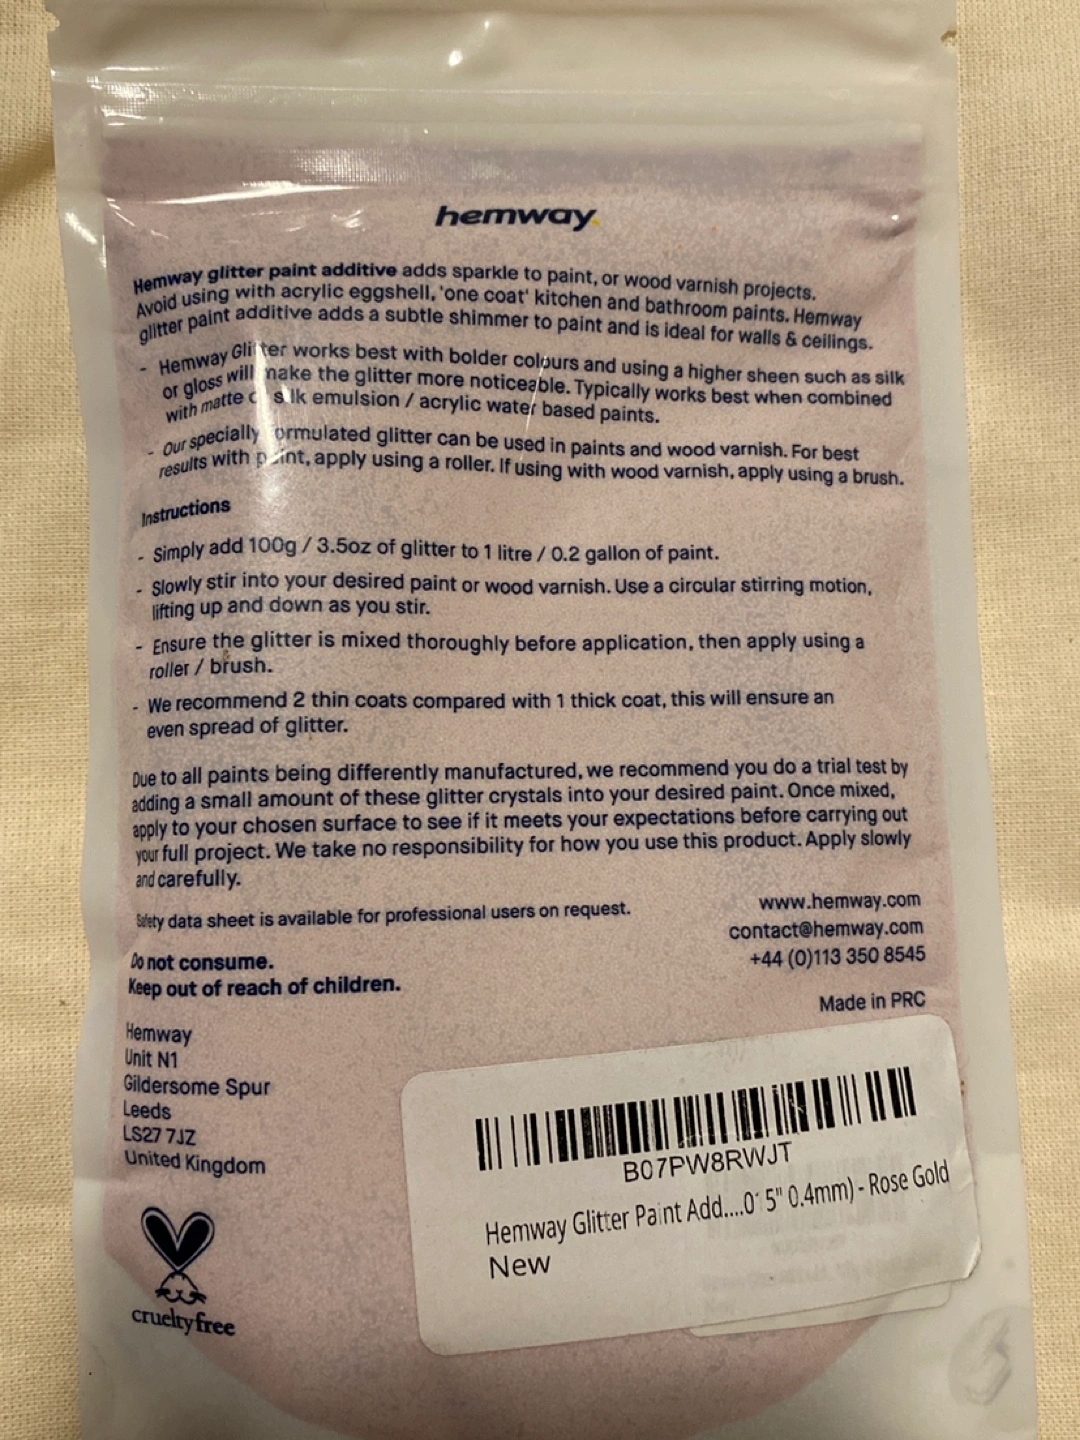 hemway
Hemway glitter paint additive adds sparkle to paint, or wood varnish projects.
Avoid using with acrylic eggshell, 'one coat' kitchen and bathroom paints. Hemway
glitter paint additive adds a subtle shimmer to paint and is ideal for walls & ceilings.
- Hemway Glitter works best with bolder colours and using a higher sheen such as silk
or gloss will make the glitter more noticeable. Typically works best when combined
with matte or silk emulsion / acrylic water based paints.
- Our specially formulated glitter can be used in paints and wood varnish. For best
results with paint, apply using a roller. If using with wood varnish, apply using a brush.
Instructions
- Simply add 100g / 3.5oz of glitter to 1 litre / 0.2 gallon of paint.
- Slowly stir into your desired paint or wood varnish. Use a circular stirring motion,
lifting up and down as you stir.
- Ensure the glitter is mixed thoroughly before application, then apply using a
roller / brush.
- We recommend 2 thin coats compared with 1 thick coat, this will ensure an
even spread of glitter.
Due to all paints being differently manufactured, we recommend you do a trial test by
adding a small amount of these glitter crystals into your desired paint. Once mixed,
apply to your chosen surface to see if it meets your expectations before carrying out
your full project. We take no responsibility for how you use this product. Apply slowly
and carefully.
Safety data sheet is available for professional users on request.
www.hemway.com
contact@hemway.com
+44 (0)113 350 8545
Do not consume.
Keep out of reach of children.
Made in PRC
Hemway
Unit N1
Gildersome Spur
Leeds
LS27 7JZ
United Kingdom
crueltyfree
B07PW8RWJT
Hemway Glitter Paint Add....015" 0.4mm) - Rose Gold
New